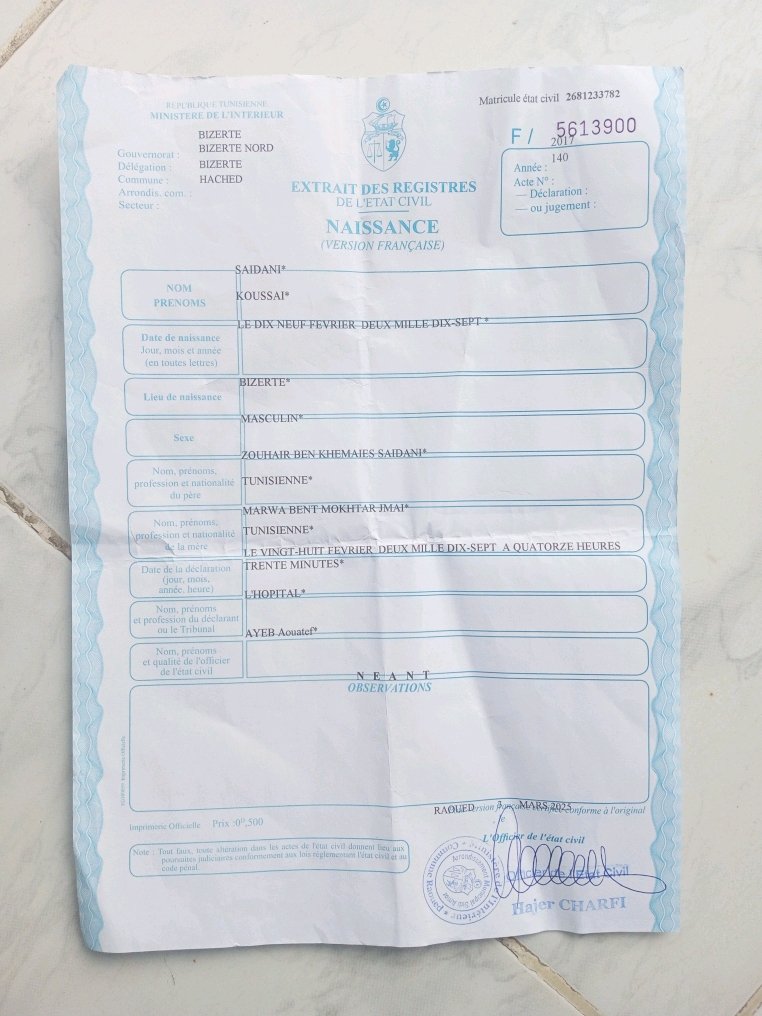 Matricule état civil 2681233782
REPUBLIQUE TUNISIENNE
MINISTERE DE L'INTERIEUR
F / 5613900
BIZERTE
Gouvernorat : BIZERTE NORD
Délégation : BIZERTE
Commune : HACHED
Arrondis. com. :
Secteur :
2017
140
Année :
Acte N° :
— Déclaration :
— ou jugement :
EXTRAIT DES REGISTRES
DE L'ETAT CIVIL
NAISSANCE
(VERSION FRANÇAISE)
SAIDANI*
NOM
PRENOMS
KOUSSAI*
LE DIX NEUF FEVRIER DEUX MILLE DIX-SEPT *
Date de naissance
Jour, mois et année
(en toutes lettres)
BIZERTE*
Lieu de naissance
MASCULIN*
Sexe
ZOUHAIR BEN KHEMAIES SAIDANI*
Nom, prénoms,
profession et nationalité
du père
TUNISIENNE*
MARWA BENT MOKHTAR JMAI*
Nom, prénoms,
profession et nationalité
de la mère
TUNISIENNE*
LE VINGT-HUIT FEVRIER DEUX MILLE DIX-SEPT A QUATORZE HEURES
TRENTE MINUTES*
Date de la déclaration
(jour, mois,
année, heure)
L'HOPITAL*
Nom, prénoms
et profession du déclarant
ou le Tribunal
AYEB Aouatef*
Nom, prénoms
et qualité de l'officier
de l'état civil
N E A N T
OBSERVATIONS
Imprimerie Officielle Prix :0ᴰ,500
RAOUED 3 MARS 2025
version française certifiée conforme à l'original
le
L'Officier de l'état civil
Note : Tout faux, toute altération dans les actes de l'état civil donnent lieu aux
poursuites judiciaires conformement aux lois réglementant l'état civil et au
code pénal.
Officier de l'Etat Civil
Hajer CHARFI